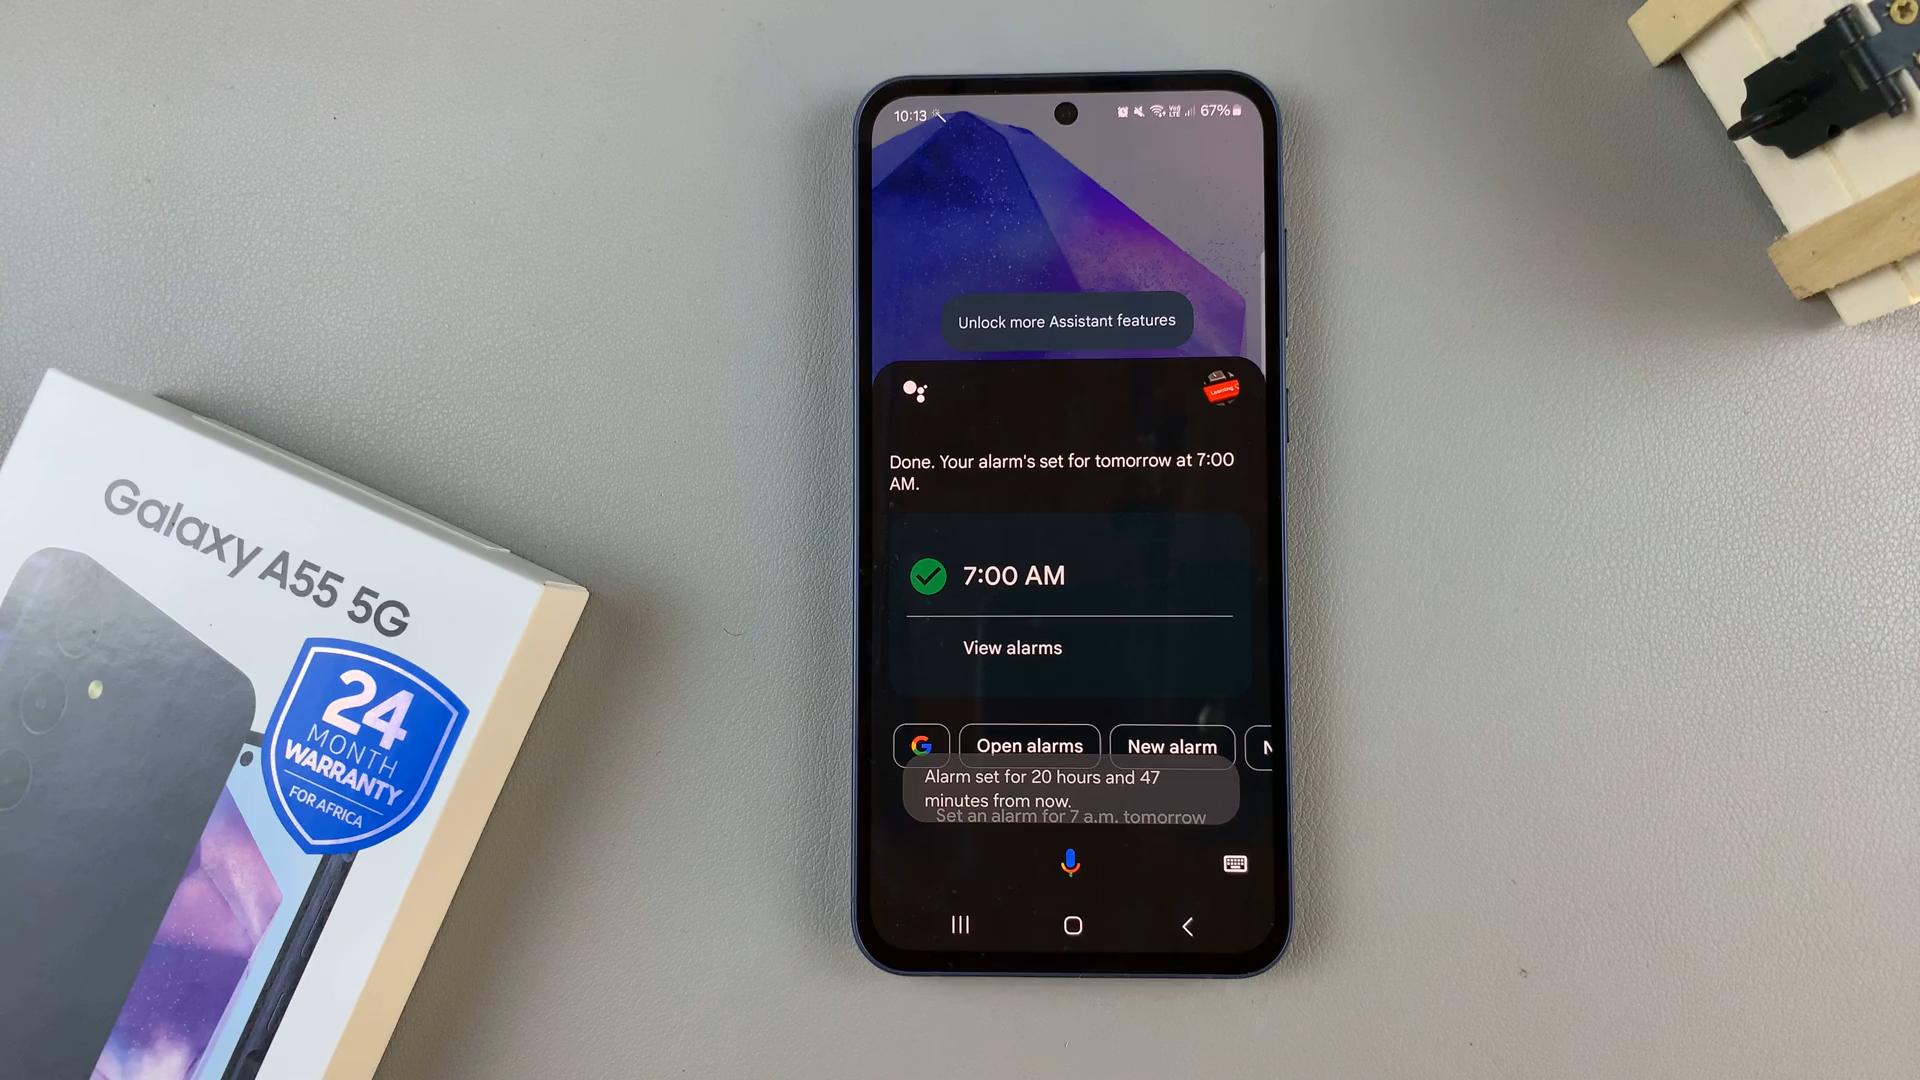 Galaxy A55 5G
24
MONTH
WARRANTY
FOR AFRICA
10:13
67%
Unlock more Assistant features
Done. Your alarm's set for tomorrow at 7:00
AM.
7:00 AM
View alarms
Open alarms
New alarm
N
Alarm set for 20 hours and 47
minutes from now.
Set an alarm for 7 a.m. tomorrow